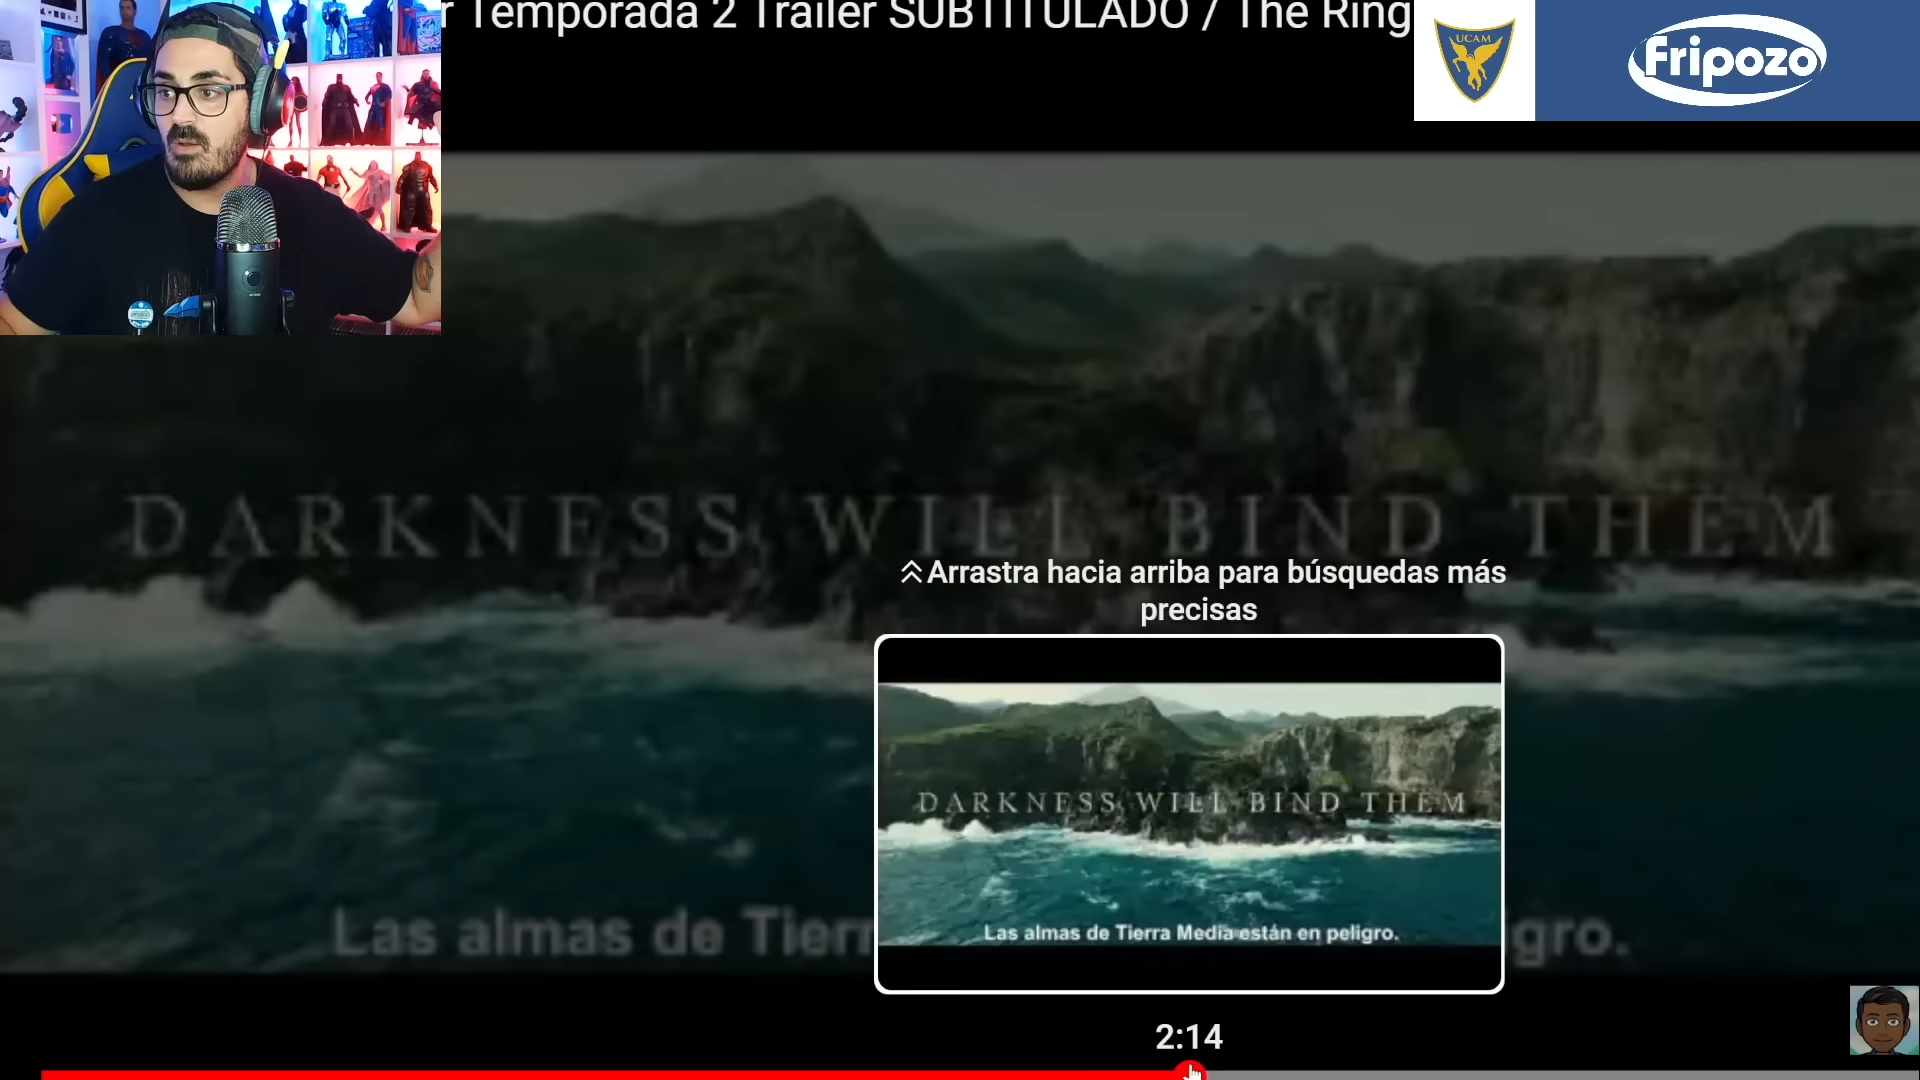 r Temporada 2 Trailer SUBTITULADO / The Ring
UCAM
Fripozo
DARKNESS WILL BIND THEM
Arrastra hacia arriba para búsquedas más
precisas
DARKNESS WILL BIND THEM
Las almas de Tierra Media están en peligro.
Las almas de Tierr
gro.
2:14